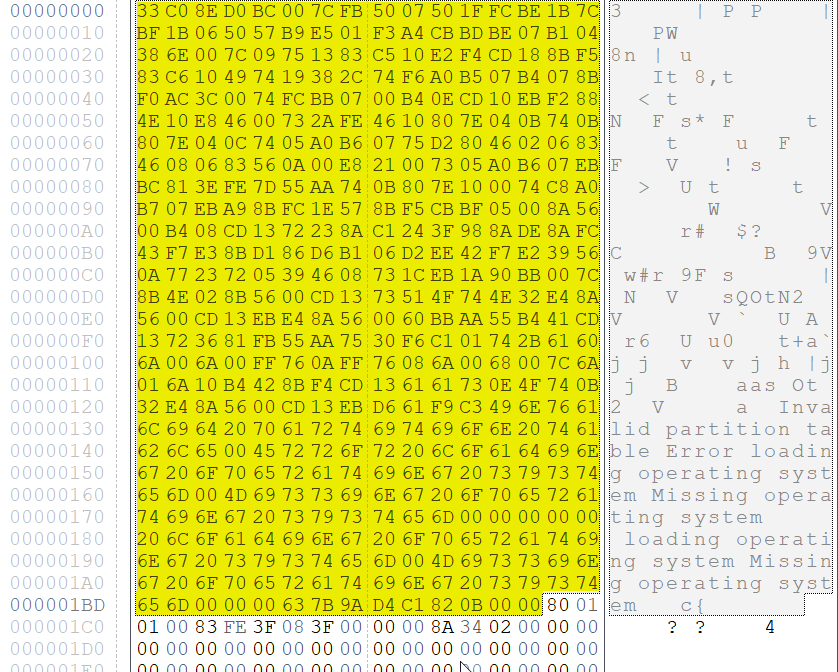 00000000 33 C0 8E D0 BC 00 7C FB 50 07 50 1F FC BE 1B 7C 3 | P P |
00000010 BF 1B 06 50 57 B9 E5 01 F3 A4 CB BD BE 07 B1 04 PW
00000020 38 6E 00 7C 09 75 13 83 C5 10 E2 F4 CD 18 8B F5 8n | u
00000030 83 C6 10 49 74 19 38 2C 74 F6 A0 B5 07 B4 07 8B It 8,t
00000040 F0 AC 3C 00 74 FC BB 07 00 B4 0E CD 10 EB F2 88 < t
00000050 4E 10 E8 46 00 73 2A FE 46 10 80 7E 04 0B 74 0B N F s* F t
00000060 80 7E 04 0C 74 05 A0 B6 07 75 D2 80 46 02 06 83 t u F
00000070 46 08 06 83 56 0A 00 E8 21 00 73 05 A0 B6 07 EB F V ! s
00000080 BC 81 3E FE 7D 55 AA 74 0B 80 7E 10 00 74 C8 A0 > U t t
00000090 B7 07 EB A9 8B FC 1E 57 8B F5 CB BF 05 00 8A 56 W V
000000A0 00 B4 08 CD 13 72 23 8A C1 24 3F 98 8A DE 8A FC r# $?
000000B0 43 F7 E3 8B D1 86 D6 B1 06 D2 EE 42 F7 E2 39 56 C B 9V
000000C0 0A 77 23 72 05 39 46 08 73 1C EB 1A 90 BB 00 7C w#r 9F s |
000000D0 8B 4E 02 8B 56 00 CD 13 73 51 4F 74 4E 32 E4 8A N V sQOtN2
000000E0 56 00 CD 13 EB E4 8A 56 00 60 BB AA 55 B4 41 CD V V ` U A
000000F0 13 72 36 81 FB 55 AA 75 30 F6 C1 01 74 2B 61 60 r6 U u0 t+a`
00000100 6A 00 6A 00 FF 76 0A FF 76 08 6A 00 68 00 7C 6A j j v v j h |j
00000110 01 6A 10 B4 42 8B F4 CD 13 61 61 73 0E 4F 74 0B j B aas Ot
00000120 32 E4 8A 56 00 CD 13 EB D6 61 F9 C3 49 6E 76 61 2 V a Inva
00000130 6C 69 64 20 70 61 72 74 69 74 69 6F 6E 20 74 61 lid partition ta
00000140 62 6C 65 00 45 72 72 6F 72 20 6C 6F 61 64 69 6E ble Error loadin
00000150 67 20 6F 70 65 72 61 74 69 6E 67 20 73 79 73 74 g operating syst
00000160 65 6D 00 4D 69 73 73 69 6E 67 20 6F 70 65 72 61 em Missing opera
00000170 74 69 6E 67 20 73 79 73 74 65 6D 00 00 00 00 00 ting system
00000180 20 6C 6F 61 64 69 6E 67 20 6F 70 65 72 61 74 69 loading operati
00000190 6E 67 20 73 79 73 74 65 6D 00 4D 69 73 73 69 6E ng system Missin
000001A0 67 20 6F 70 65 72 61 74 69 6E 67 20 79 73 73 74 g operating syst
000001BD 65 6D 00 00 00 63 7B 9A D4 C1 82 0B 00 00 80 01 em c{
000001C0 01 00 83 FE 3F 08 3F 00 00 00 8A 34 02 00 00 00 ? ? 4
000001D0 00 00 00 00 00 00 00 00 00 00 00 00 00 00 00 00